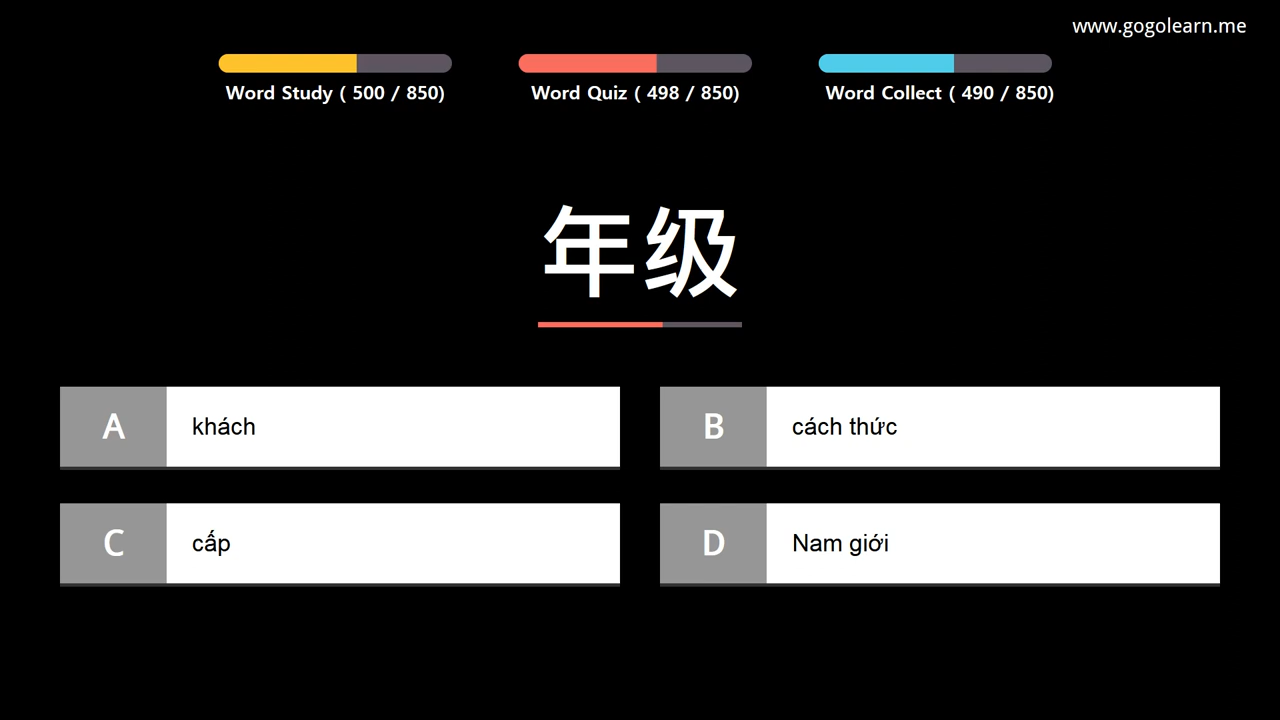 www.gogolearn.me
Word Study ( 500 / 850)
Word Quiz ( 498 / 850)
Word Collect ( 490 / 850)
年级
A khách
B cách thức
C cấp
D Nam giới